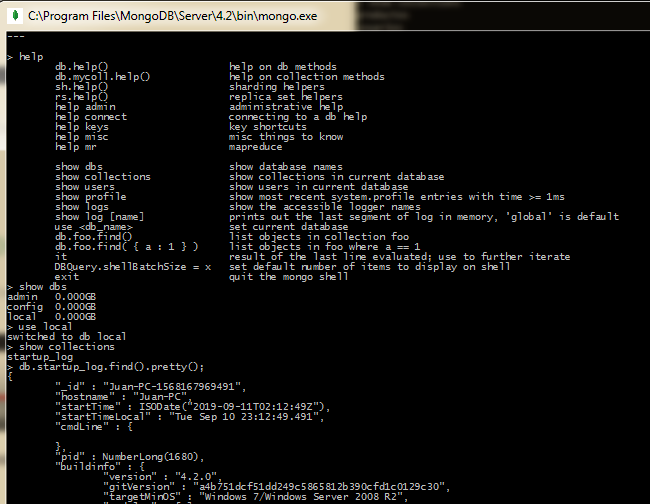 C:\Program Files\MongoDB\Server\4.2\bin\mongo.exe
---
> help
db.help() help on db methods
db.mycoll.help() help on collection methods
sh.help() sharding helpers
rs.help() replica set helpers
help admin administrative help
help connect connecting to a db help
help keys key shortcuts
help misc misc things to know
help mr mapreduce
show dbs show database names
show collections show collections in current database
show users show users in current database
show profile show most recent system.profile entries with time >= 1ms
show logs show the accessible logger names
show log [name] prints out the last segment of log in memory, 'global' is default
use <db_name> set current database
db.foo.find() list objects in collection foo
db.foo.find( { a : 1 } ) list objects in foo where a == 1
it result of the last line evaluated; use to further iterate
DBQuery.shellBatchSize = x set default number of items to display on shell
exit quit the mongo shell
> show dbs
admin 0.000GB
config 0.000GB
local 0.000GB
> use local
switched to db local
> show collections
startup_log
> db.startup_log.find().pretty();
{
"_id" : "Juan-PC-1568167969491",
"hostname" : "Juan-PC",
"startTime" : ISODate("2019-09-11T02:12:49Z"),
"startTimeLocal" : "Tue Sep 10 23:12:49.491",
"cmdLine" : {
},
"pid" : NumberLong(1680),
"buildinfo" : {
"version" : "4.2.0",
"gitVersion" : "a4b751dcf51dd249c5865812b390cfd1c0129c30",
"targetMinOS" : "Windows 7/Windows Server 2008 R2",